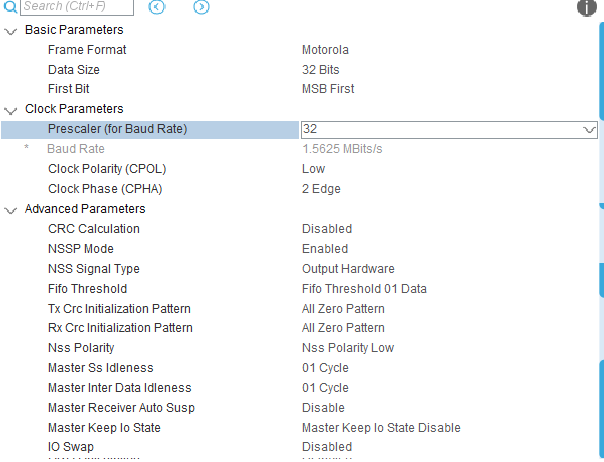 Search (Ctrl+F)
Basic Parameters
Frame Format Motorola
Data Size 32 Bits
First Bit MSB First
Clock Parameters
Prescaler (for Baud Rate) 32
* Baud Rate 1.5625 MBits/s
Clock Polarity (CPOL) Low
Clock Phase (CPHA) 2 Edge
Advanced Parameters
CRC Calculation Disabled
NSSP Mode Enabled
NSS Signal Type Output Hardware
Fifo Threshold Fifo Threshold 01 Data
Tx Crc Initialization Pattern All Zero Pattern
Rx Crc Initialization Pattern All Zero Pattern
Nss Polarity Nss Polarity Low
Master Ss Idleness 01 Cycle
Master Inter Data Idleness 01 Cycle
Master Receiver Auto Susp Disable
Master Keep Io State Master Keep Io State Disable
IO Swap Disabled